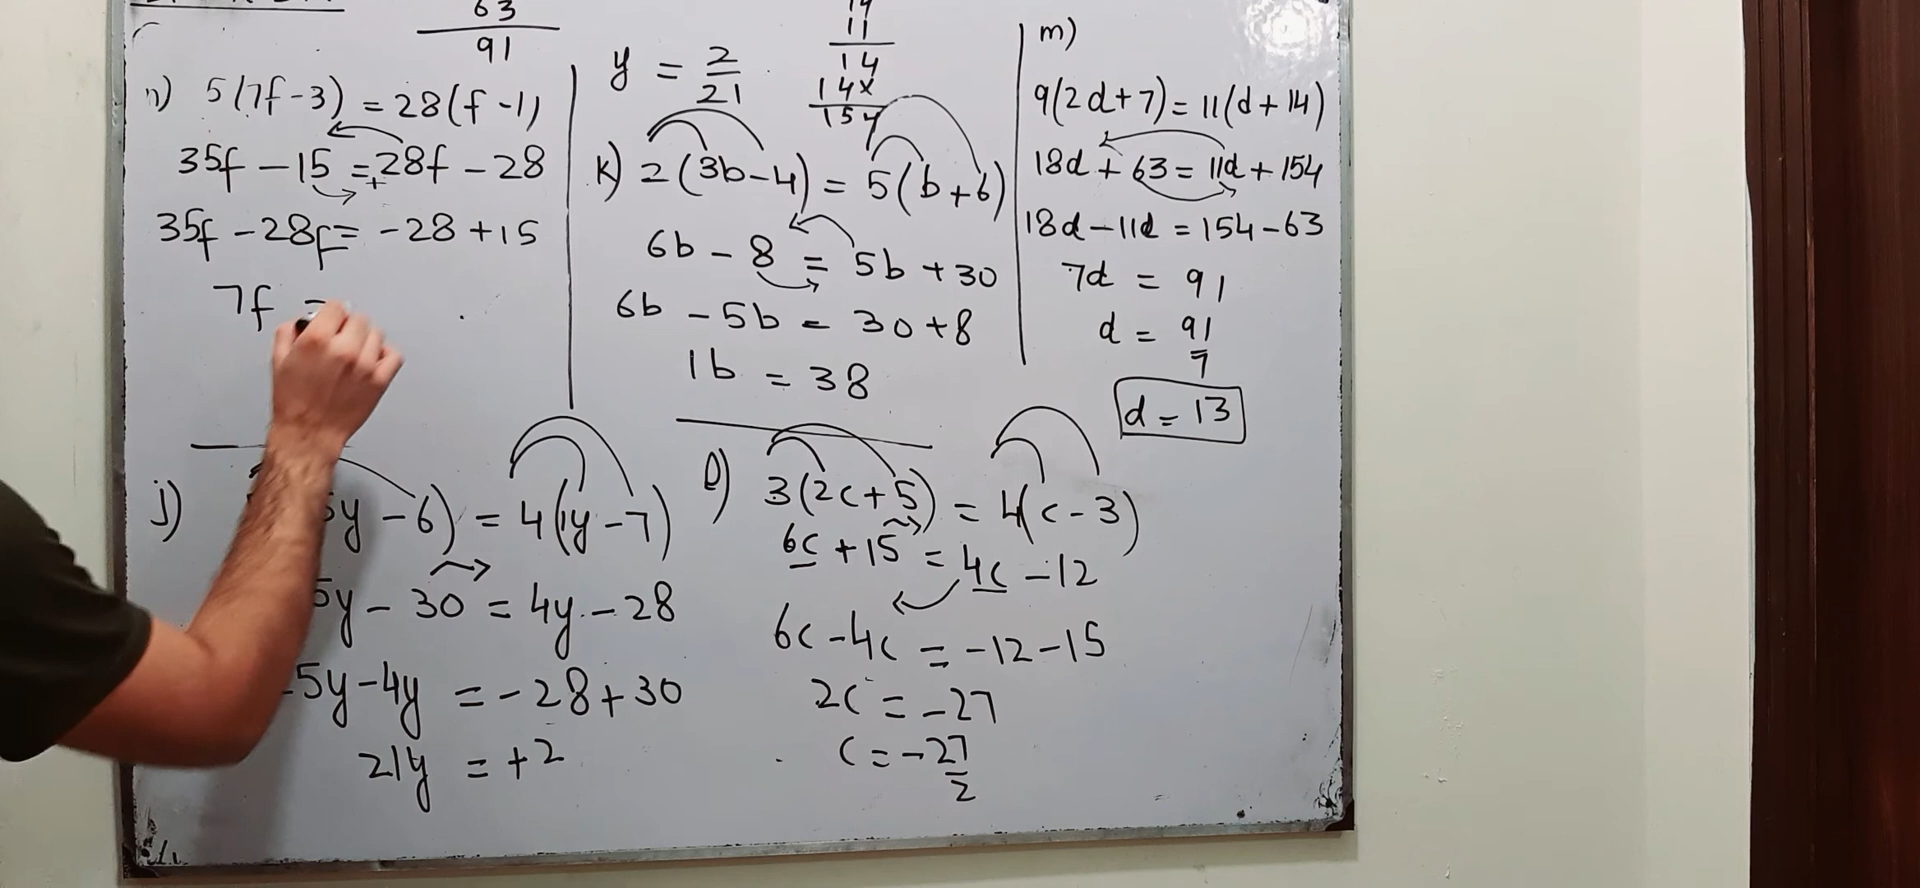 63
91
n) 5(7f-3) = 28(f-1)
35f - 15 = 28f - 28
+
35f - 28f = -28 + 15
7f =
y = 2/21
11
14
14x
154
k) 2(3b-4) = 5(b+6)
6b - 8 = 5b + 30
6b - 5b = 30 + 8
1b = 38
m)
9(2d+7) = 11(d+14)
18d + 63 = 11d + 154
18d - 11d = 154 - 63
7d = 91
d = 91/7
d = 13
j) y - 6) = 4(1y - 7)
5y - 30 = 4y - 28
5y - 4y = -28 + 30
21y = +2
l) 3(2c+5) = 4(c-3)
6c + 15 = 4c - 12
6c - 4c = -12 - 15
2c = -27
c = -27/2